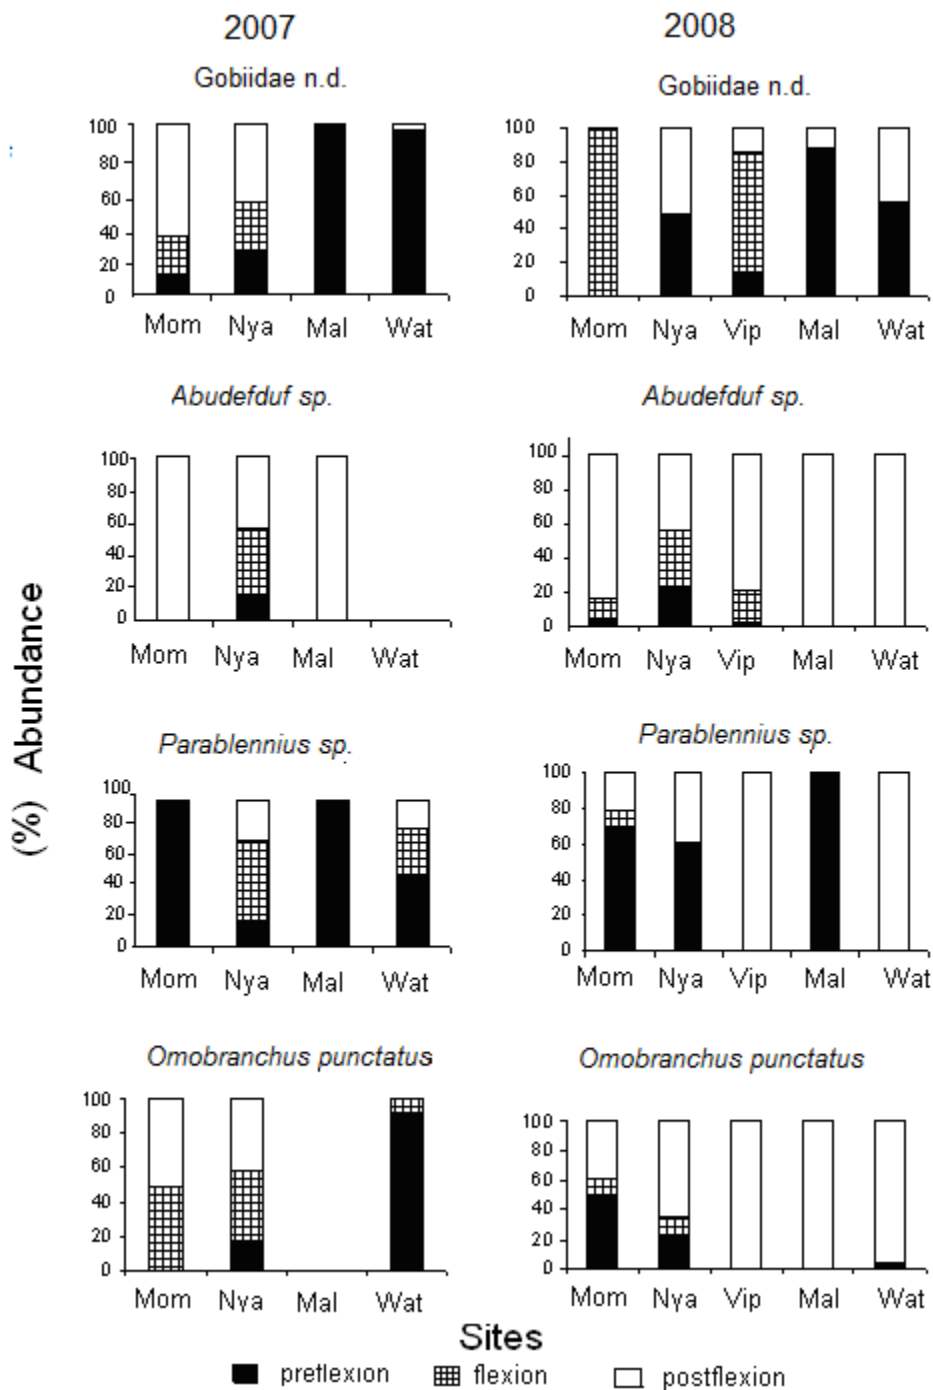 2007
2008
Gobiidae n.d.
Gobiidae n.d.
100
80
60
40
20
0
Mom Nya Mal Wat
100
80
60
40
20
0
Mom Nya Vip Mal Wat
Abudefduf sp.
Abudefduf sp.
100
80
60
40
20
0
Mom Nya Mal Wat
100
80
60
40
20
0
Mom Nya Vip Mal Wat
(%) Abundance
Parablennius sp.
Parablennius sp.
100
80
60
40
20
0
Mom Nya Mal Wat
100
80
60
40
20
0
Mom Nya Vip Mal Wat
Omobranchus punctatus
Omobranchus punctatus
100
80
60
40
20
0
Mom Nya Mal Wat
100
80
60
40
20
0
Mom Nya Vip Mal Wat
Sites
preflexion flexion postflexion